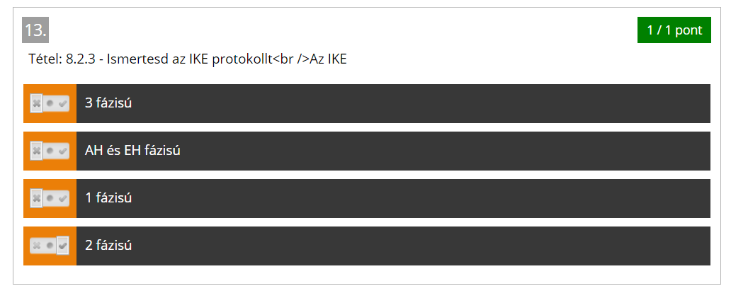 13.
1 / 1 pont
Tétel: 8.2.3 - Ismertesd az IKE protokollt<br />Az IKE
3 fázisú
AH és EH fázisú
1 fázisú
2 fázisú